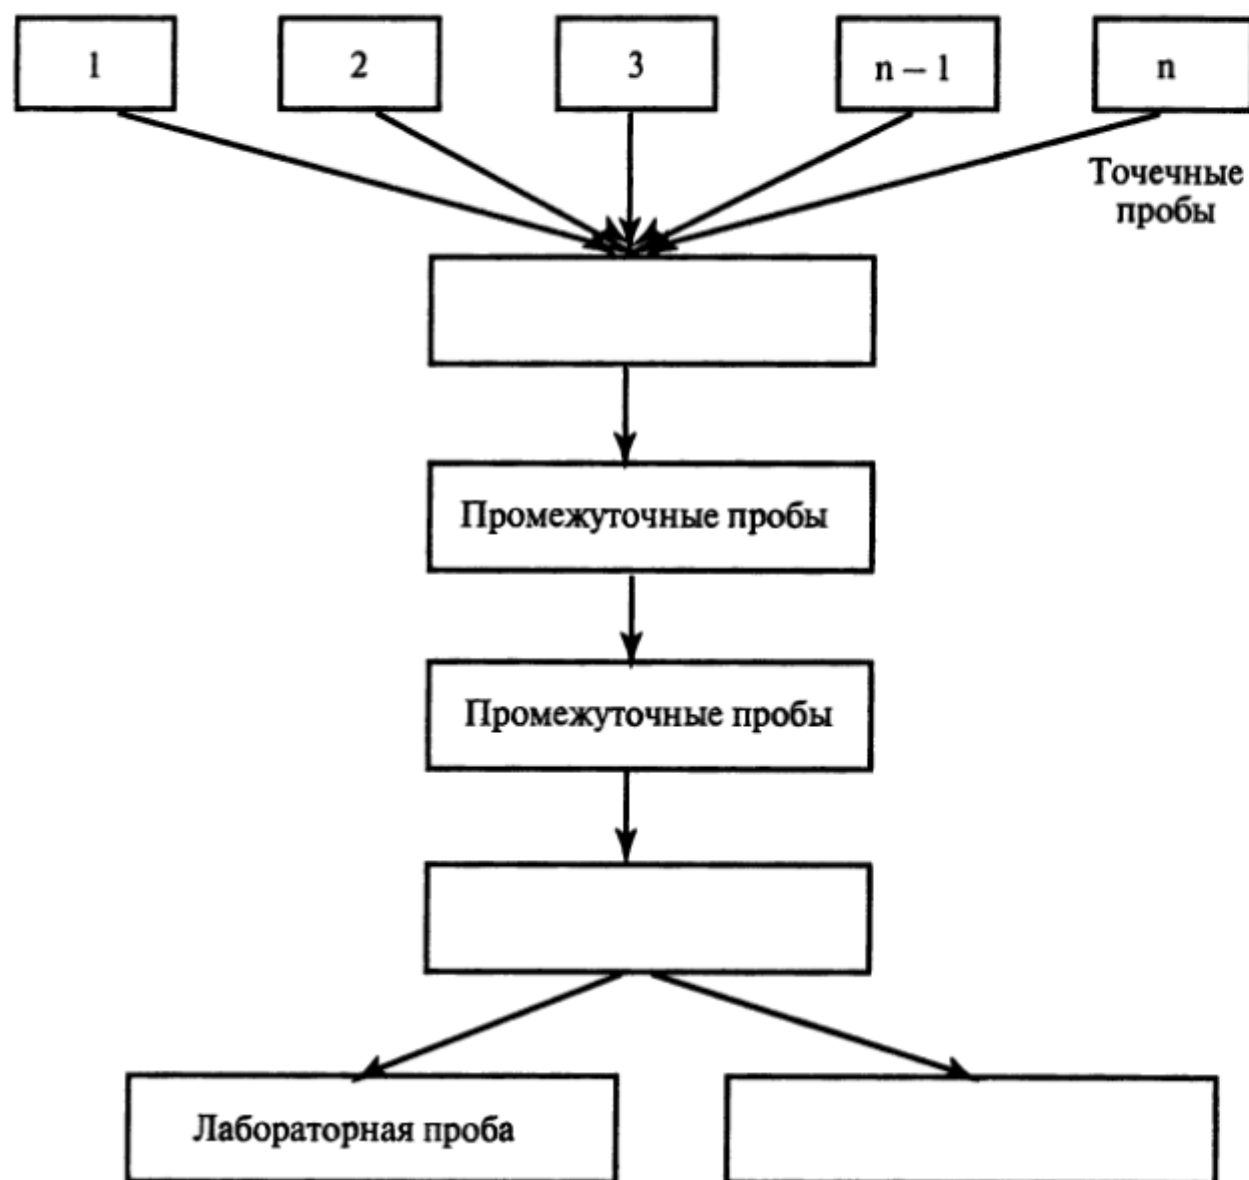 1
2
3
n – 1
n
Точечные
пробы
Промежуточные пробы
Промежуточные пробы
Лабораторная проба